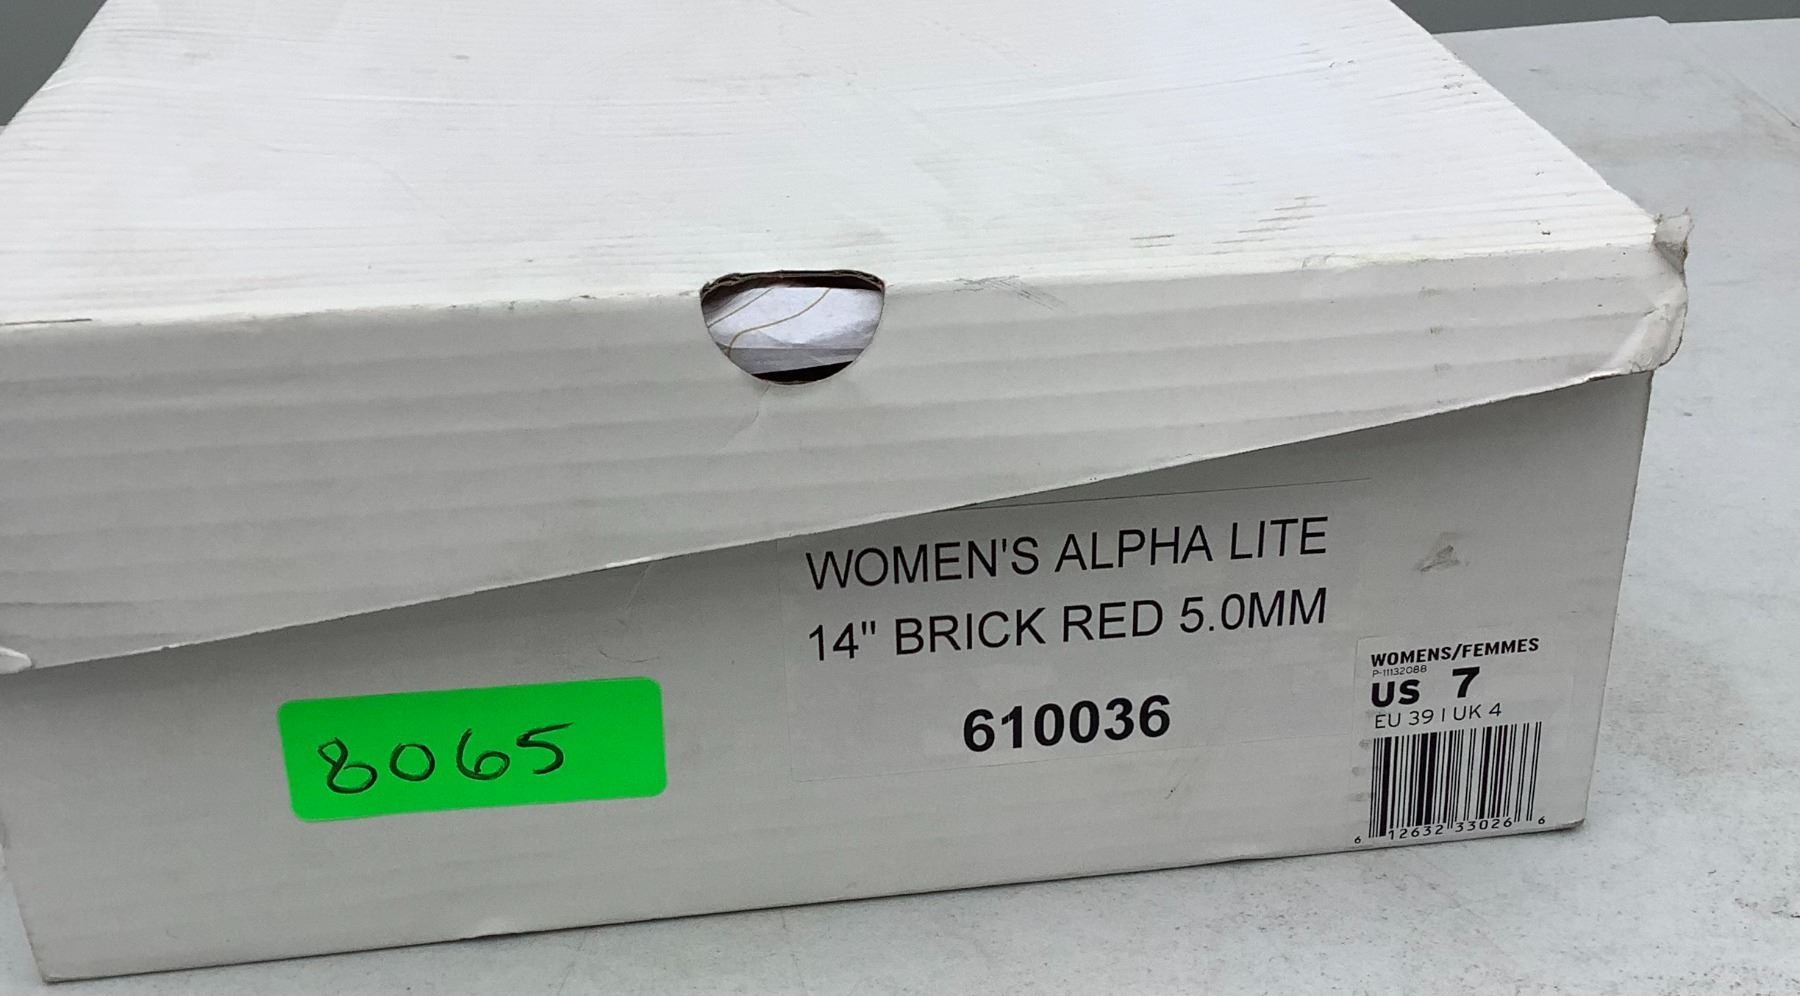 WOMEN'S ALPHA LITE
14" BRICK RED 5.0MM
610036
8065
WOMENS/FEMMES
P-11132088
US 7
EU 39 | UK 4
6 12632 33026 6